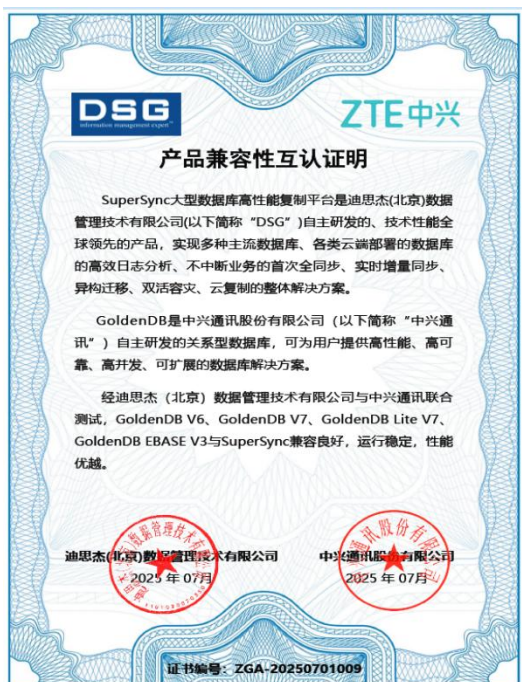 DSG
informative management expert™
ZTE中兴
产品兼容性互认证明
SuperSync大型数据库高性能复制平台是迪思杰(北京)数据
管理技术有限公司(以下简称“DSG”)自主研发的、技术性能全
球领先的产品，实现多种主流数据库、各类云端部署的数据库
的高效日志分析、不中断业务的首次全同步、实时增量同步、
异构迁移、双活容灾、云复制的整体解决方案。
GoldenDB是中兴通讯股份有限公司（以下简称“中兴通
讯”）自主研发的关系型数据库，可为用户提供高性能、高可
靠、高并发、可扩展的数据库解决方案。
经迪思杰（北京）数据管理技术有限公司与中兴通讯联合
测试，GoldenDB V6、GoldenDB V7、GoldenDB Lite V7、
GoldenDB EBASE V3与SuperSync兼容良好，运行稳定，性能
优越。
迪思杰(北京)数据管理技术有限公司
2025 年 07月
中兴通讯股份有限公司
2025 年 07月
证书编号：ZGA-20250701009